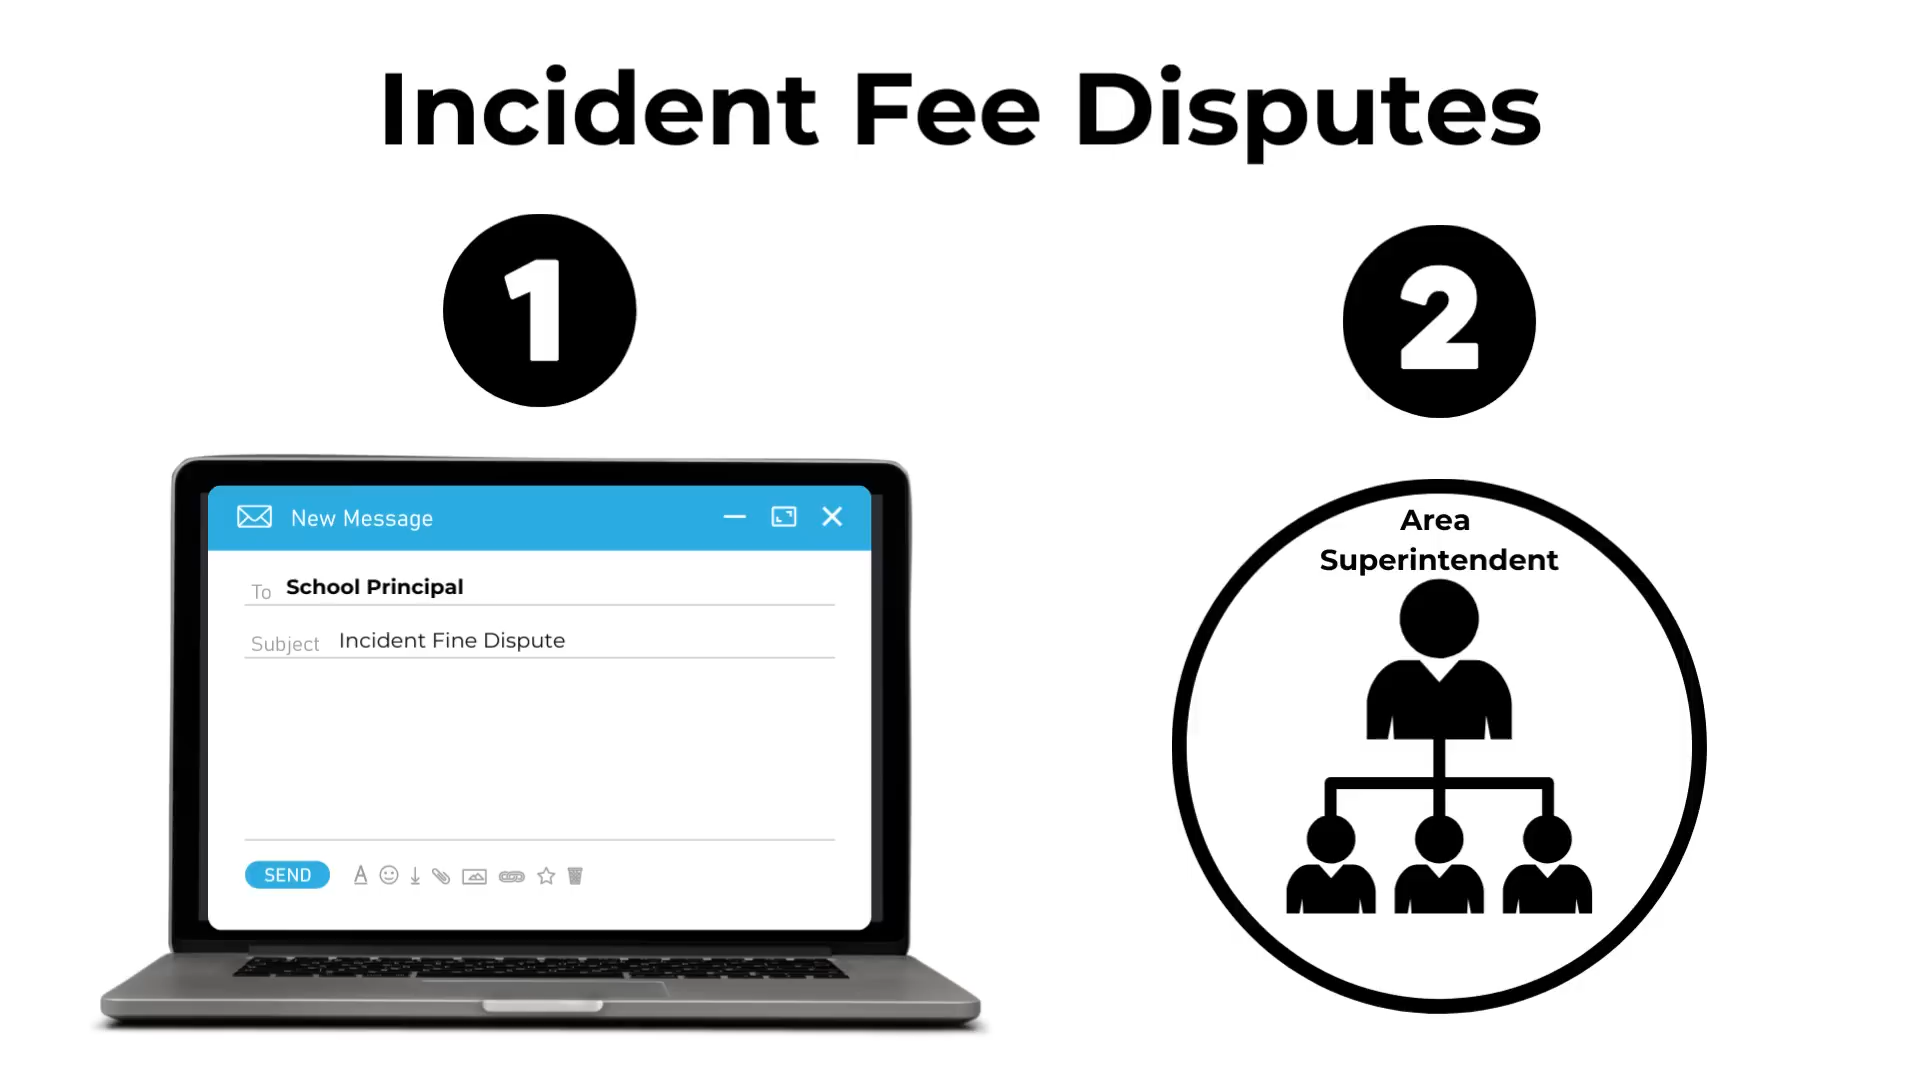 Incident Fee Disputes
1
New Message
To School Principal
Subject Incident Fine Dispute
SEND
2
Area
Superintendent